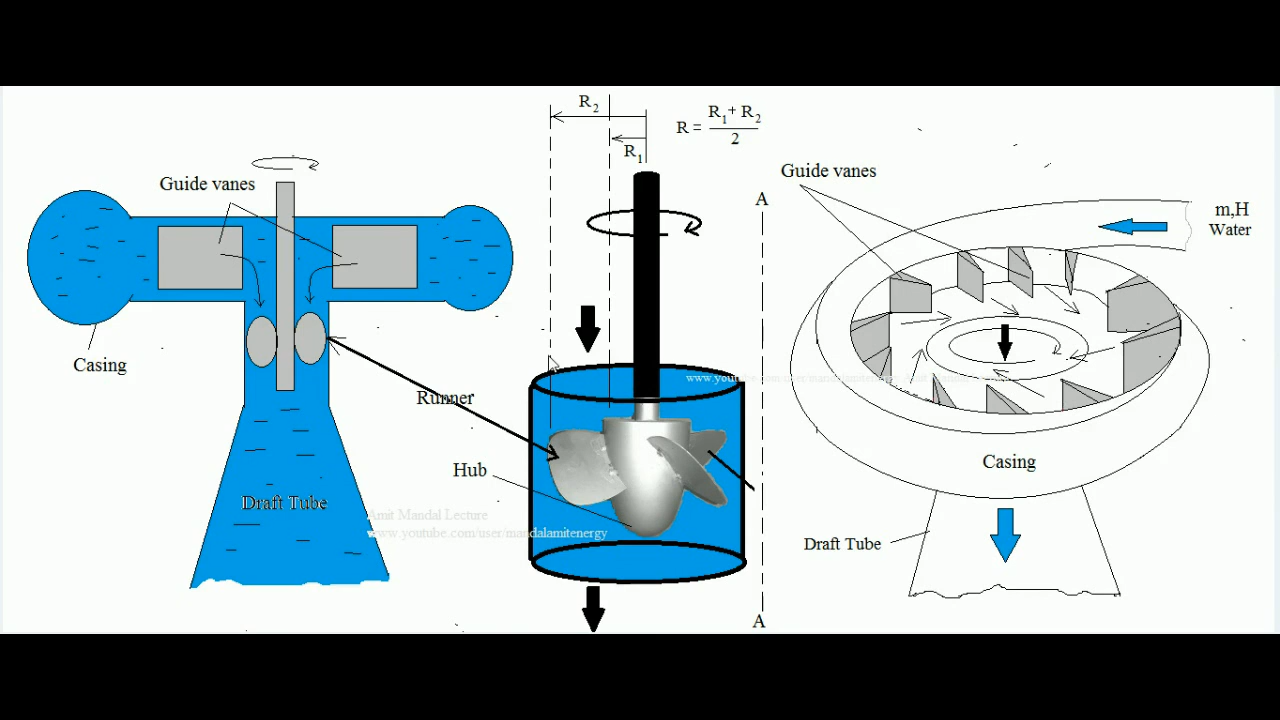 R2
R1
R = R1+ R2
2
Guide vanes
Casing
Runner
Hub
Draft Tube
Amit Mandal Lecture
www.youtube.com/user/mandalamitenergy
A
A
Guide vanes
m,H
Water
Casing
Draft Tube